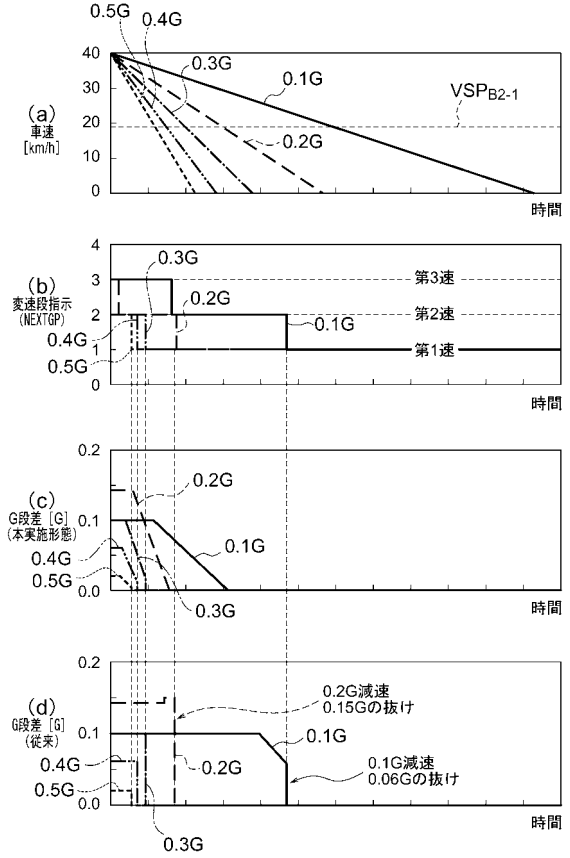 0.5G
0.4G
0.3G
0.1G
VSPB2-1
0.2G
(a)
車速
[km/h]
40
30
20
10
0
時間
(b)
変速段指示
(NEXTGP)
4
3
2
1
0
0.3G
0.2G
0.1G
0.4G
0.5G
第3速
第2速
第1速
時間
(c)
G段差 [G]
(本実施形態)
0.2
0.1
0.0
0.2G
0.1G
0.4G
0.5G
0.3G
時間
(d)
G段差 [G]
(従来)
0.2
0.1
0.0
0.2G減速
0.15Gの抜け
0.1G
0.4G
0.2G
0.1G減速
0.06Gの抜け
0.5G
0.3G
時間